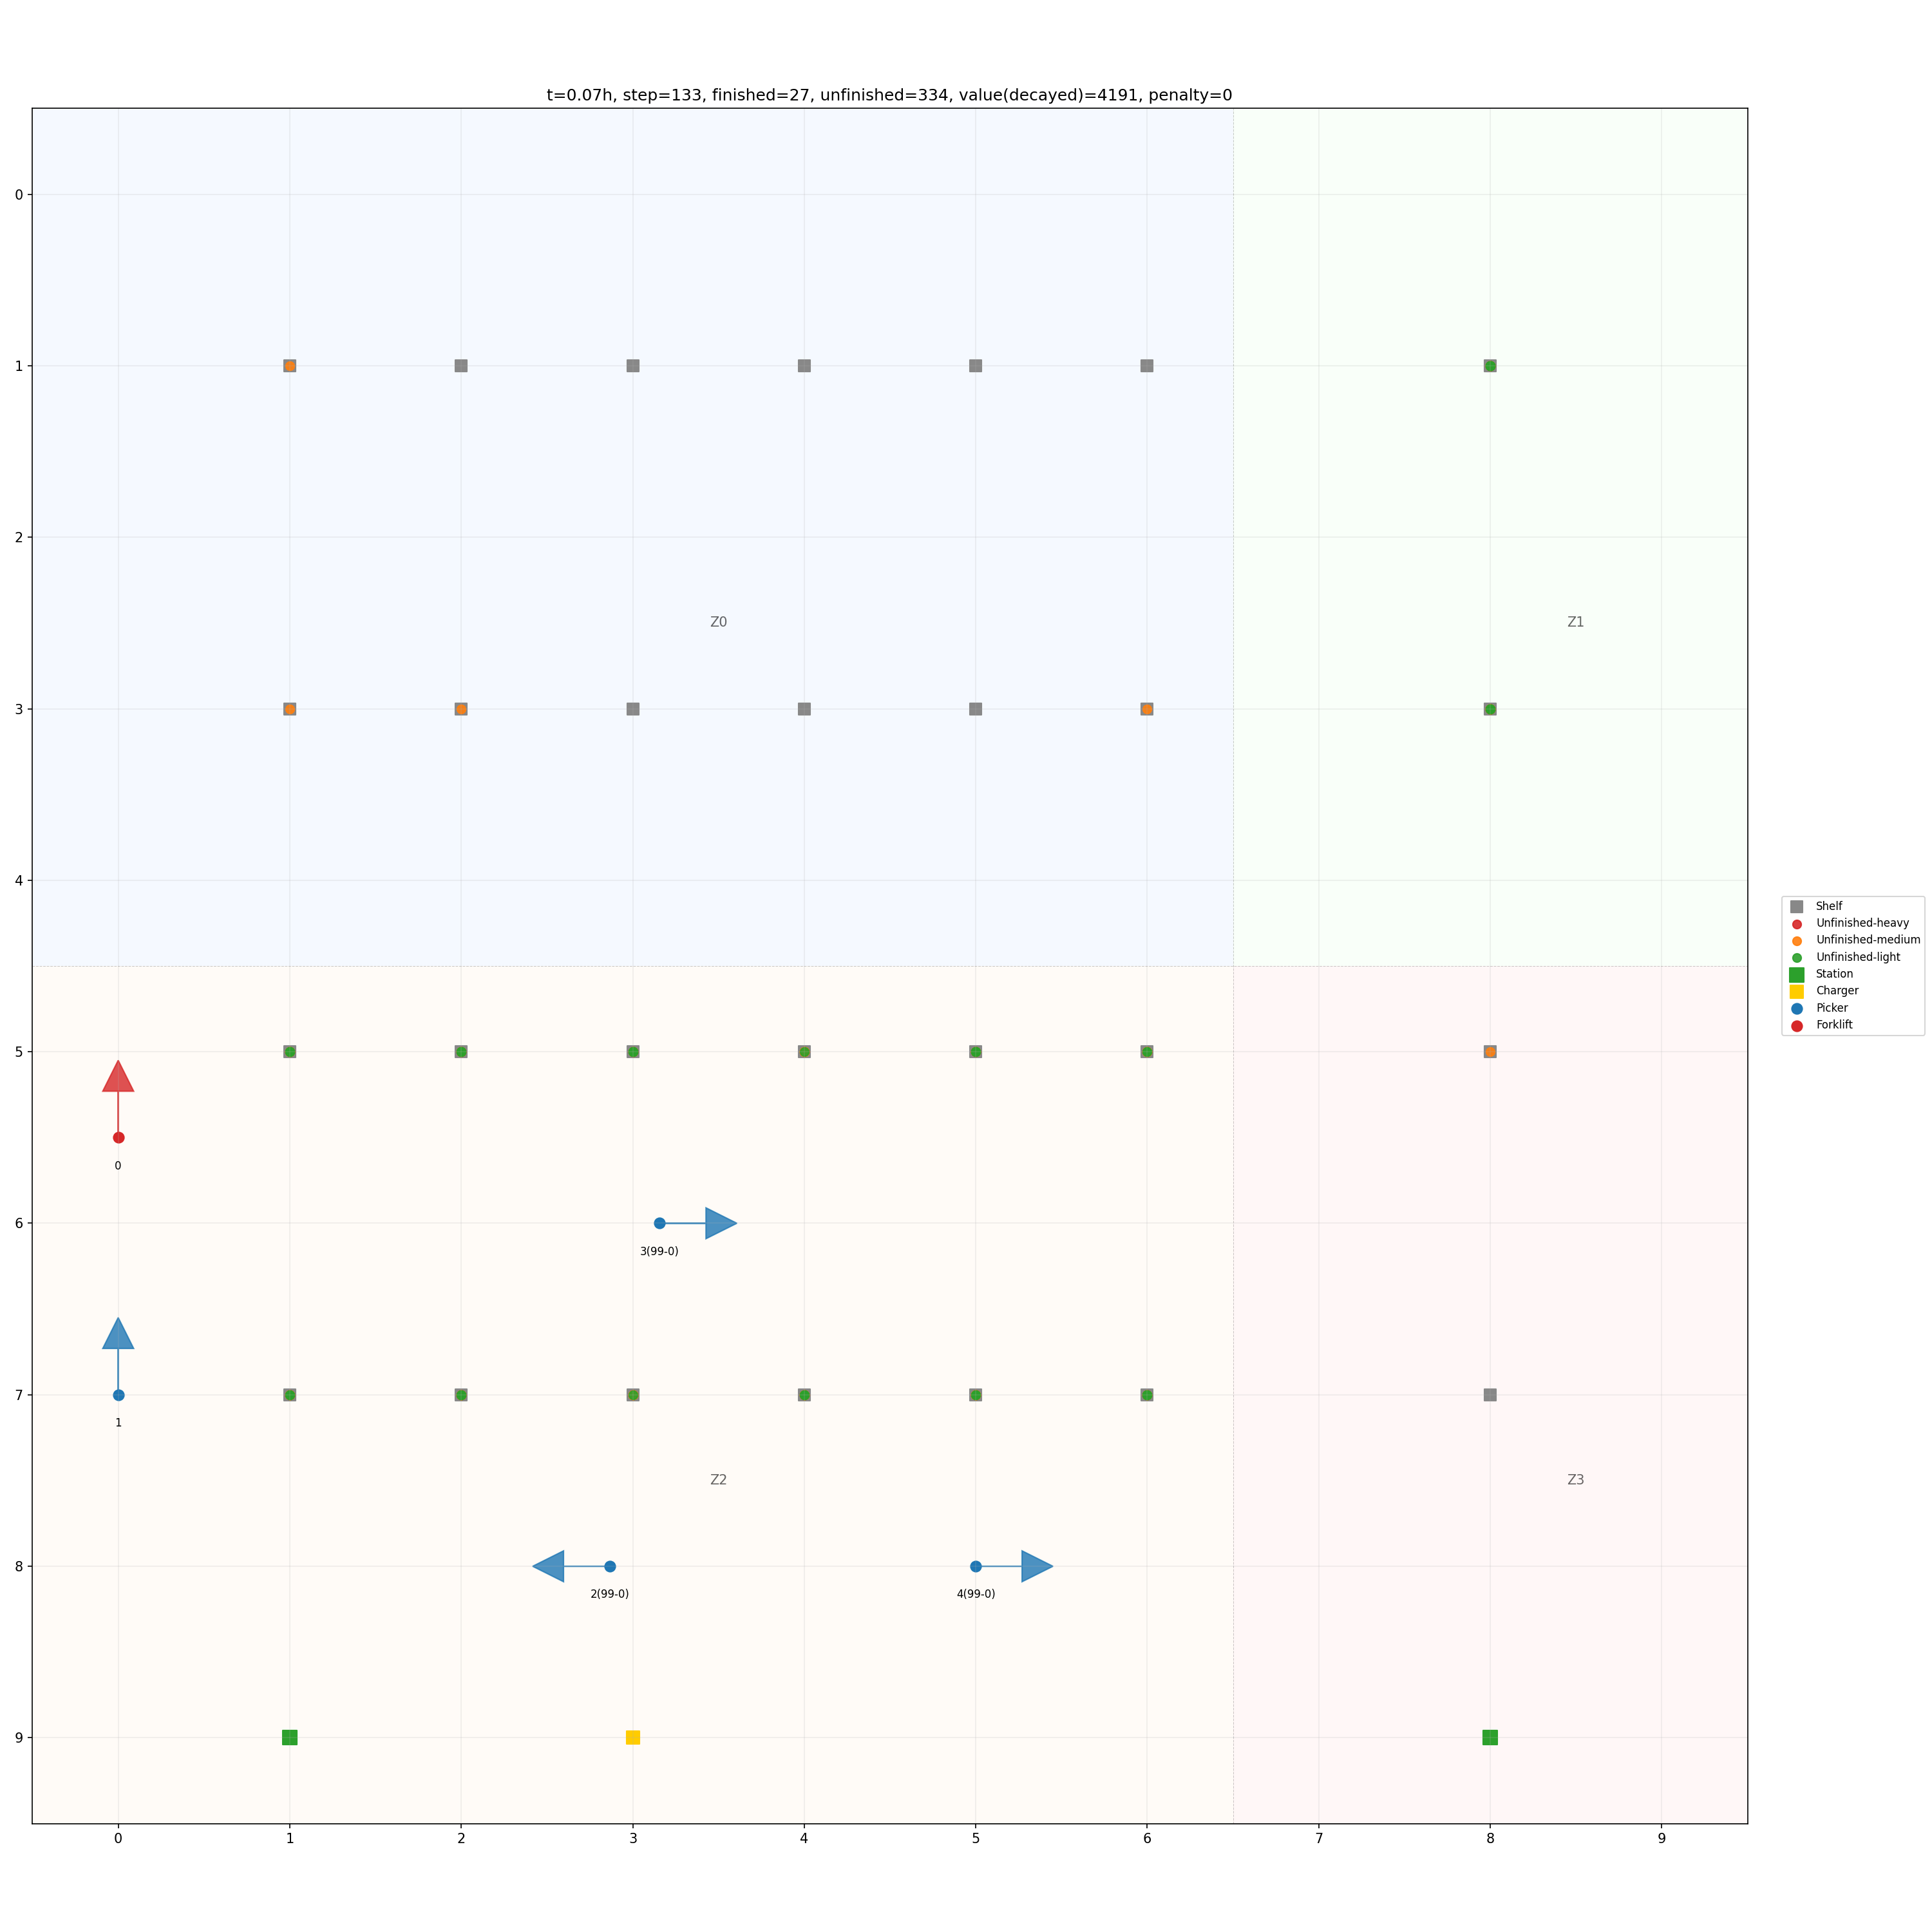 t=0.07h, step=133, finished=27, unfinished=334, value(decayed)=4191, penalty=0
0
1
2
Z0
Z1
3
4
Shelf
Unfinished-heavy
Unfinished-medium
Unfinished-light
Station
Charger
Picker
Forklift
5
0
6
3(99-0)
7
1
Z2
Z3
8
2(99-0)
4(99-0)
9
0 1 2 3 4 5 6 7 8 9